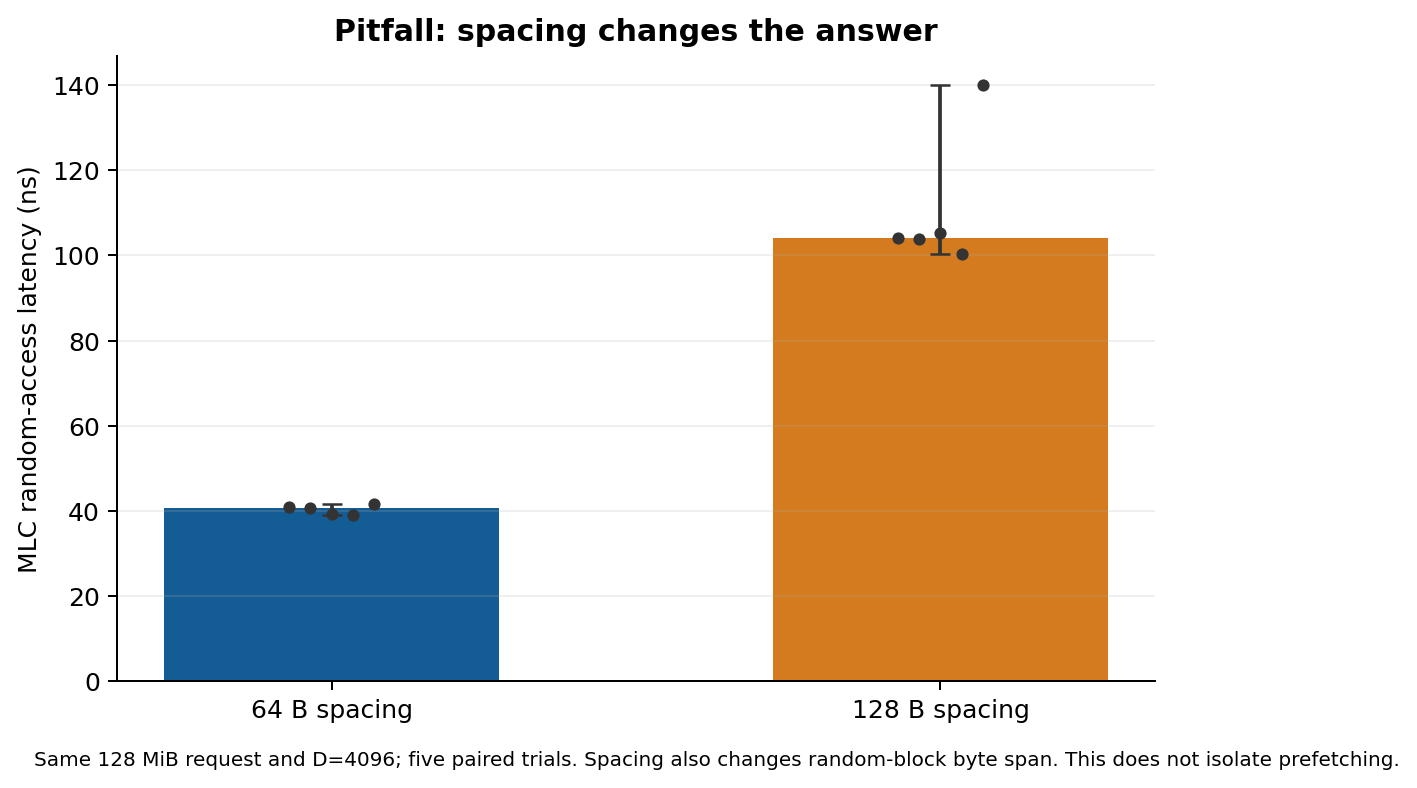 Pitfall: spacing changes the answer
MLC random-access latency (ns)
140
120
100
80
60
40
20
0
64 B spacing
128 B spacing
Same 128 MiB request and D=4096; five paired trials. Spacing also changes random-block byte span. This does not isolate prefetching.